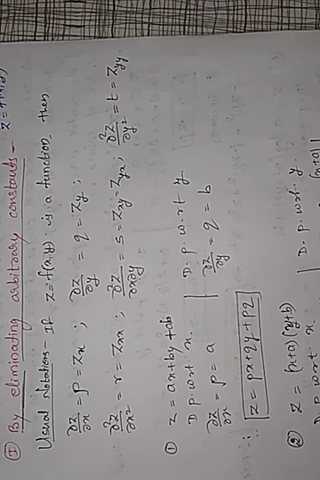 z = f(x,y)
① By eliminating arbitrary constants -
Usual Notations - If z = f(x,y) is a function, then
∂z/∂x = p = Zx ; ∂z/∂y = q = Zy ;
∂²z/∂x² = r = Zxx ; ∂²z/∂x∂y = s = Zxy = Zyx ; ∂²z/∂y² = t = Zyy
① z = ax + by + ab
D. p. w. r. t x. | D. p. w. r. t y
∂z/∂x = p = a | ∂z/∂y = q = b
∴ z = px + qy + pq
② z = (x+a)(y+b)
D. p. w. r. t x. | D. p. w. r. t y.
(x+a)